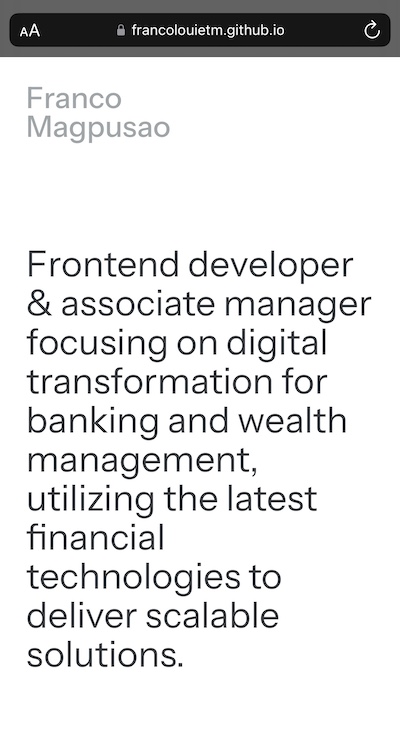 AA
francolouietm.github.io
Franco
Magpusao
Frontend developer
& associate manager
focusing on digital
transformation for
banking and wealth
management,
utilizing the latest
financial
technologies to
deliver scalable
solutions.